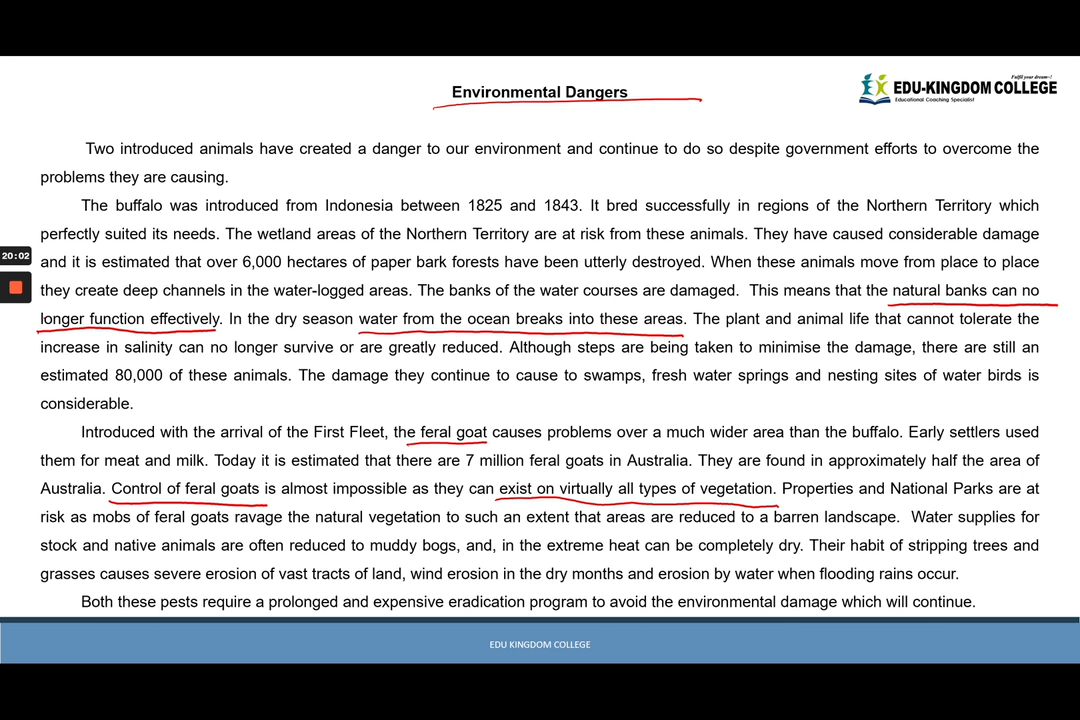 Environmental Dangers
Fulfil your dream~!
EDU-KINGDOM COLLEGE
Educational Coaching Specialist
Two introduced animals have created a danger to our environment and continue to do so despite government efforts to overcome the
problems they are causing.
The buffalo was introduced from Indonesia between 1825 and 1843. It bred successfully in regions of the Northern Territory which
perfectly suited its needs. The wetland areas of the Northern Territory are at risk from these animals. They have caused considerable damage
20:02
and it is estimated that over 6,000 hectares of paper bark forests have been utterly destroyed. When these animals move from place to place
they create deep channels in the water-logged areas. The banks of the water courses are damaged. This means that the natural banks can no
longer function effectively. In the dry season water from the ocean breaks into these areas. The plant and animal life that cannot tolerate the
increase in salinity can no longer survive or are greatly reduced. Although steps are being taken to minimise the damage, there are still an
estimated 80,000 of these animals. The damage they continue to cause to swamps, fresh water springs and nesting sites of water birds is
considerable.
Introduced with the arrival of the First Fleet, the feral goat causes problems over a much wider area than the buffalo. Early settlers used
them for meat and milk. Today it is estimated that there are 7 million feral goats in Australia. They are found in approximately half the area of
Australia. Control of feral goats is almost impossible as they can exist on virtually all types of vegetation. Properties and National Parks are at
risk as mobs of feral goats ravage the natural vegetation to such an extent that areas are reduced to a barren landscape. Water supplies for
stock and native animals are often reduced to muddy bogs, and, in the extreme heat can be completely dry. Their habit of stripping trees and
grasses causes severe erosion of vast tracts of land, wind erosion in the dry months and erosion by water when flooding rains occur.
Both these pests require a prolonged and expensive eradication program to avoid the environmental damage which will continue.
EDU KINGDOM COLLEGE